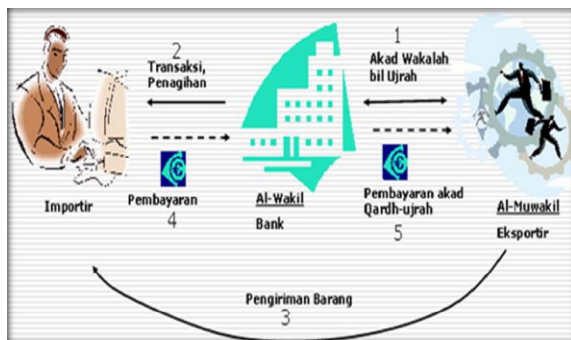 2
Transaksi,
Penagihan
1
Akad Wakalah
bil Ujrah
Importir
Pembayaran
4
Al-Wakil
Bank
Pembayaran akad
Qardh-ujrah
5
Al-Muwakil
Eksportir
Pengiriman Barang
3